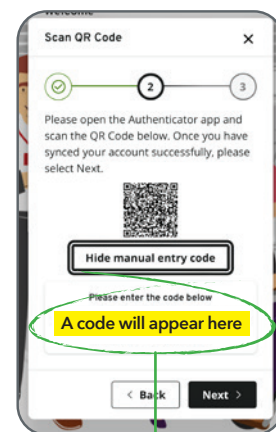 Scan QR Code
2
3
Please open the Authenticator app and
scan the QR Code below. Once you have
synced your account successfully, please
select Next.
Hide manual entry code
Please enter the code below
A code will appear here
< Back
Next >